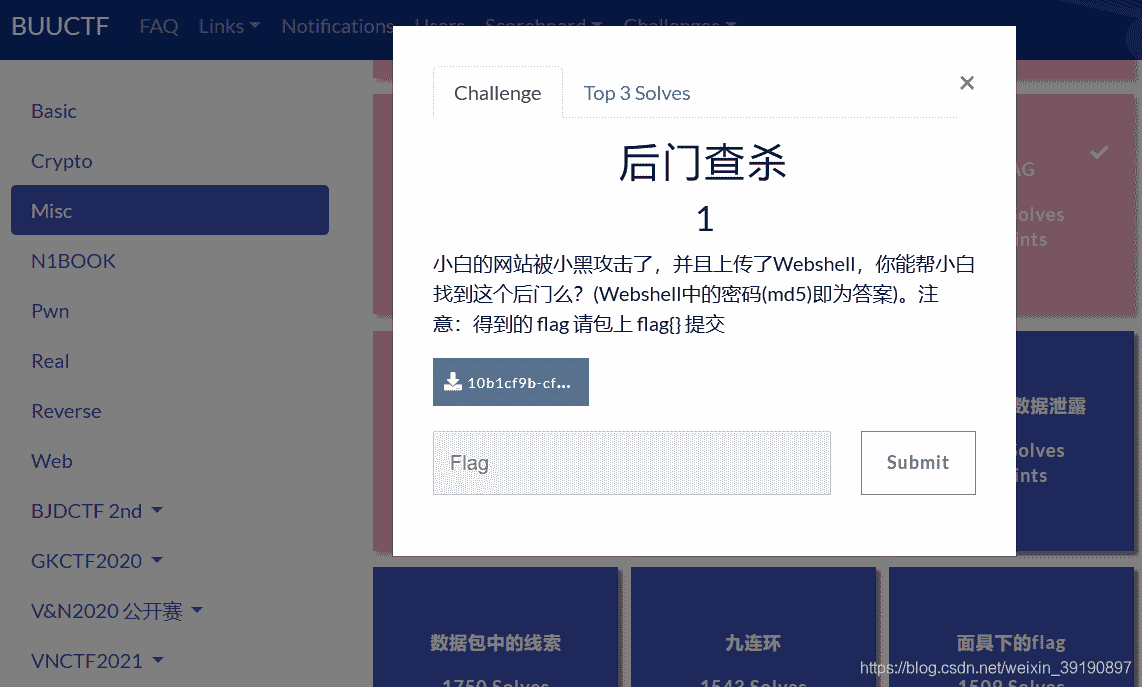 BUUCTF FAQ Links Notifications Users Scoreboard Challenges
Basic
Crypto
Misc
N1BOOK
Pwn
Real
Reverse
Web
BJDCTF 2nd
GKCTF2020
V&N2020 公开赛
VNCTF2021
Challenge
Top 3 Solves
×
后门查杀
1
小白的网站被小黑攻击了，并且上传了Webshell，你能帮小白
找到这个后门么？(Webshell中的密码(md5)即为答案)。注
意：得到的 flag 请包上 flag{} 提交
10b1cf9b-cf...
Flag
Submit
AG
olves
ints
数据泄露
olves
ints
数据包中的线索
1750 Solves
九连环
1543 Solves
面具下的flag
1509 Solves
https://blog.csdn.net/weixin_39190897